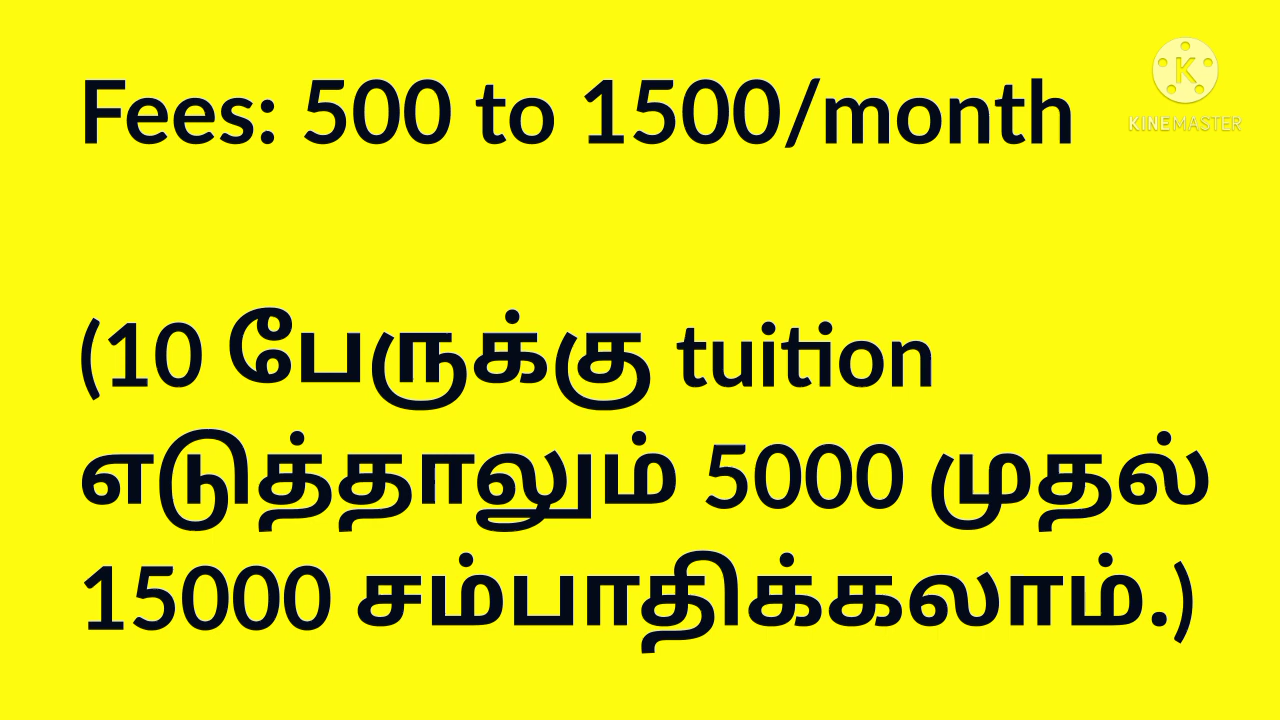 Fees: 500 to 1500/month
K
KINEMASTER
(10 பேருக்கு tuition
எடுத்தாலும் 5000 முதல்
15000 சம்பாதிக்கலாம்.)